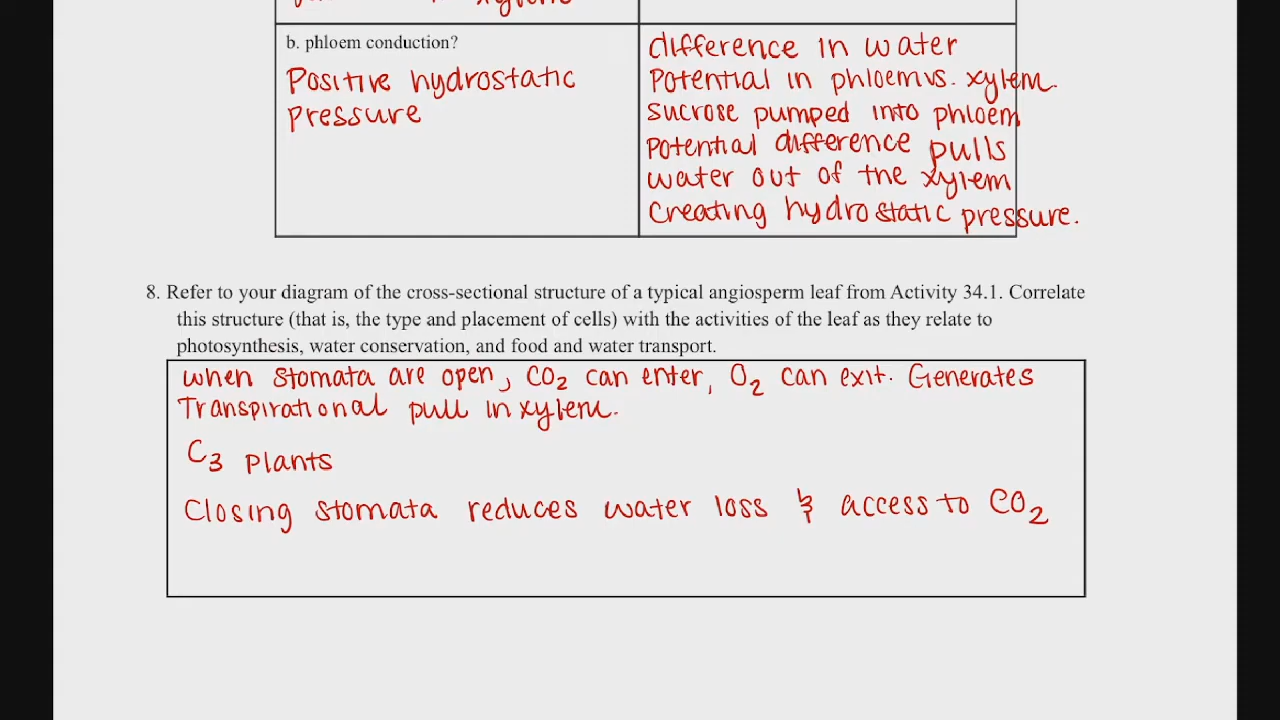 xylem
b. phloem conduction?
Positive hydrostatic
pressure
difference in water
Potential in phloem vs. xylem.
sucrose pumped into phloem
Potential difference pulls
water out of the xylem
Creating hydrostatic pressure.
8. Refer to your diagram of the cross-sectional structure of a typical angiosperm leaf from Activity 34.1. Correlate
this structure (that is, the type and placement of cells) with the activities of the leaf as they relate to
photosynthesis, water conservation, and food and water transport.
when stomata are open, CO2 can enter, O2 can exit. Generates
Transpirational pull in xylem.
C3 plants
Closing stomata reduces water loss & access to CO2